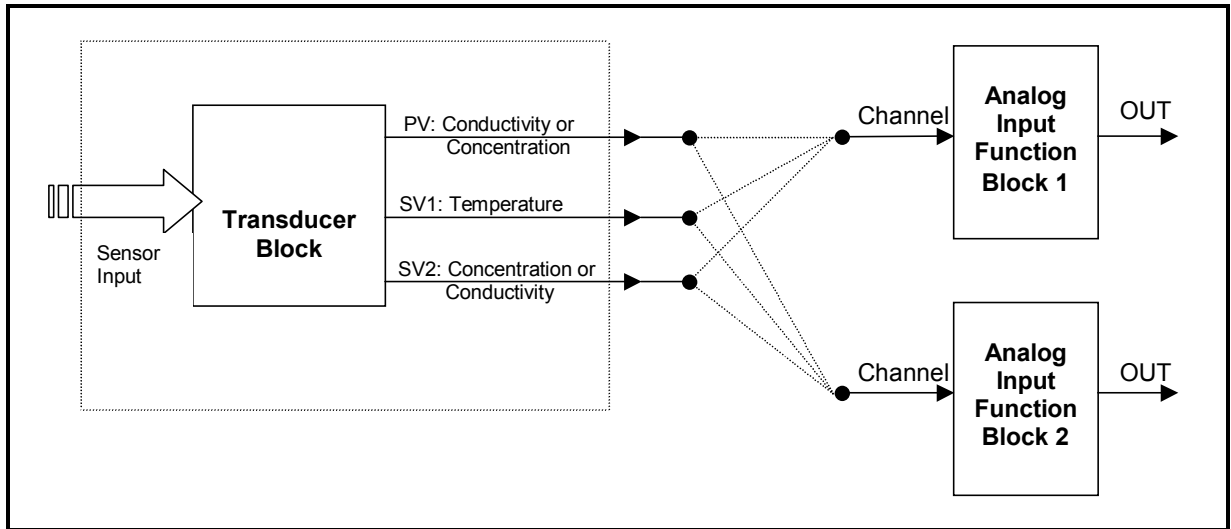 Sensor
Input
Transducer
Block
PV: Conductivity or
Concentration
SV1: Temperature
SV2: Concentration or
Conductivity
Channel
Analog
Input
Function
Block 1
OUT
Channel
Analog
Input
Function
Block 2
OUT